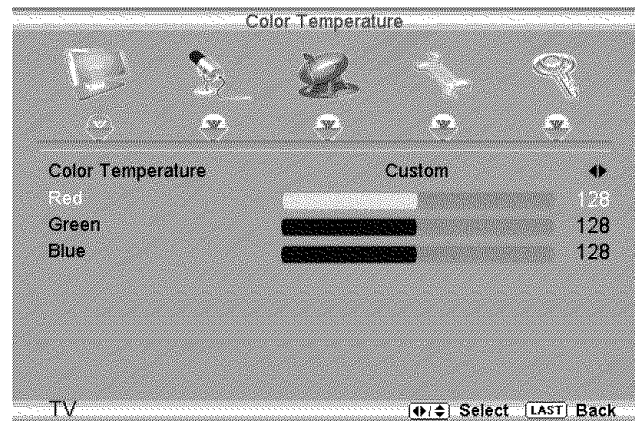 Color Temperature
Color Temperature Custom
Red 128
Green 128
Blue 128
TV Select LAST Back